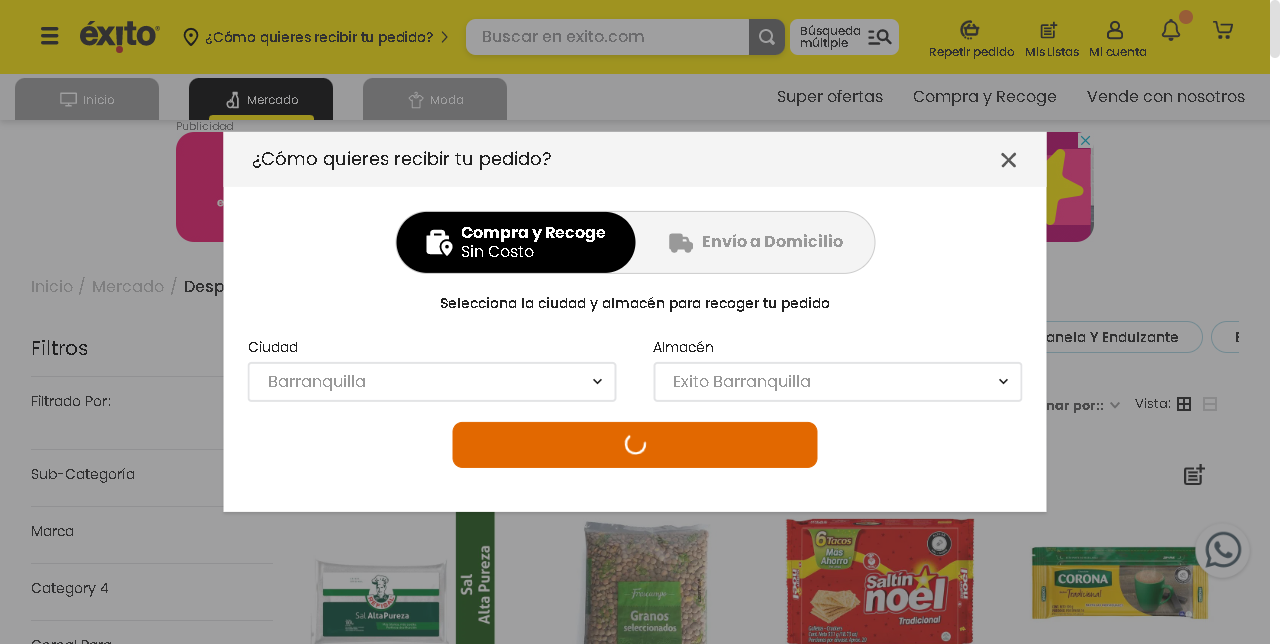 éxito
¿Cómo quieres recibir tu pedido?
Buscar en exito.com
Búsqueda
múltiple
Repetir pedido
Mis Listas
Mi cuenta
Inicio
Mercado
Moda
Super ofertas
Compra y Recoge
Vende con nosotros
Publicidad
¿Cómo quieres recibir tu pedido?
Compra y Recoge
Sin Costo
Envío a Domicilio
Selecciona la ciudad y almacén para recoger tu pedido
Ciudad
Almacén
Barranquilla
Exito Barranquilla
Inicio / Mercado / Desp
Filtros
anela Y Endulzante
Filtrado Por:
nar por::
Vista:
Sub-Categoría
Marca
Category 4
Cereal Para
Sal AltaPureza
Sal
Alta Pureza
Frescampo
Granos
seleccionados
6 Tacos
Mas
Ahorro
Saltín
noel
Tradicional
CORONA
Tradicional